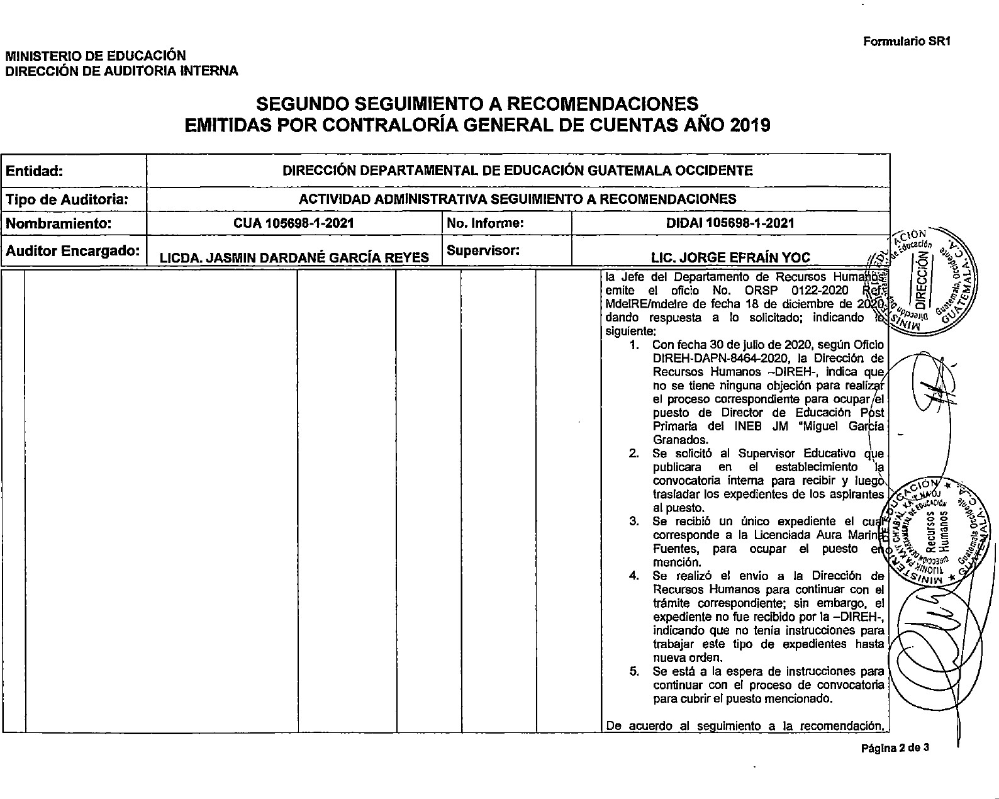 Formulario SR1
MINISTERIO DE EDUCACIÓN
DIRECCIÓN DE AUDITORIA INTERNA
SEGUNDO SEGUIMIENTO A RECOMENDACIONES
EMITIDAS POR CONTRALORÍA GENERAL DE CUENTAS AÑO 2019
Entidad: DIRECCIÓN DEPARTAMENTAL DE EDUCACIÓN GUATEMALA OCCIDENTE
Tipo de Auditoria: ACTIVIDAD ADMINISTRATIVA SEGUIMIENTO A RECOMENDACIONES
Nombramiento: CUA 105698-1-2021 No. Informe: DIDAI 105698-1-2021
Auditor Encargado: LICDA. JASMIN DARDANÉ GARCÍA REYES Supervisor: LIC. JORGE EFRAÍN YOC
la Jefe del Departamento de Recursos Humanos
emite el oficio No. ORSP 0122-2020 Ref.
MdelRE/mdelre de fecha 18 de diciembre de 2020,
dando respuesta a lo solicitado; indicando lo
siguiente:
1. Con fecha 30 de julio de 2020, según Oficio
DIREH-DAPN-8464-2020, la Dirección de
Recursos Humanos –DIREH-, indica que
no se tiene ninguna objeción para realizar
el proceso correspondiente para ocupar el
puesto de Director de Educación Post
Primaria del INEB JM "Miguel García
Granados.
2. Se solicitó al Supervisor Educativo que
publicara en el establecimiento la
convocatoria interna para recibir y luego
trasladar los expedientes de los aspirantes
al puesto.
3. Se recibió un único expediente el cual
corresponde a la Licenciada Aura Marina
Fuentes, para ocupar el puesto en
mención.
4. Se realizó el envío a la Dirección de
Recursos Humanos para continuar con el
trámite correspondiente; sin embargo, el
expediente no fue recibido por la –DIREH-,
indicando que no tenía instrucciones para
trabajar este tipo de expedientes hasta
nueva orden.
5. Se está a la espera de instrucciones para
continuar con el proceso de convocatoria
para cubrir el puesto mencionado.
De acuerdo al seguimiento a la recomendación,
DIRECCIÓN
Guatemala, Occidente
GUATEMALA, C. A.
Recursos
Humanos
Guatemala Occidente
GUATEMALA, C. A.
Página 2 de 3